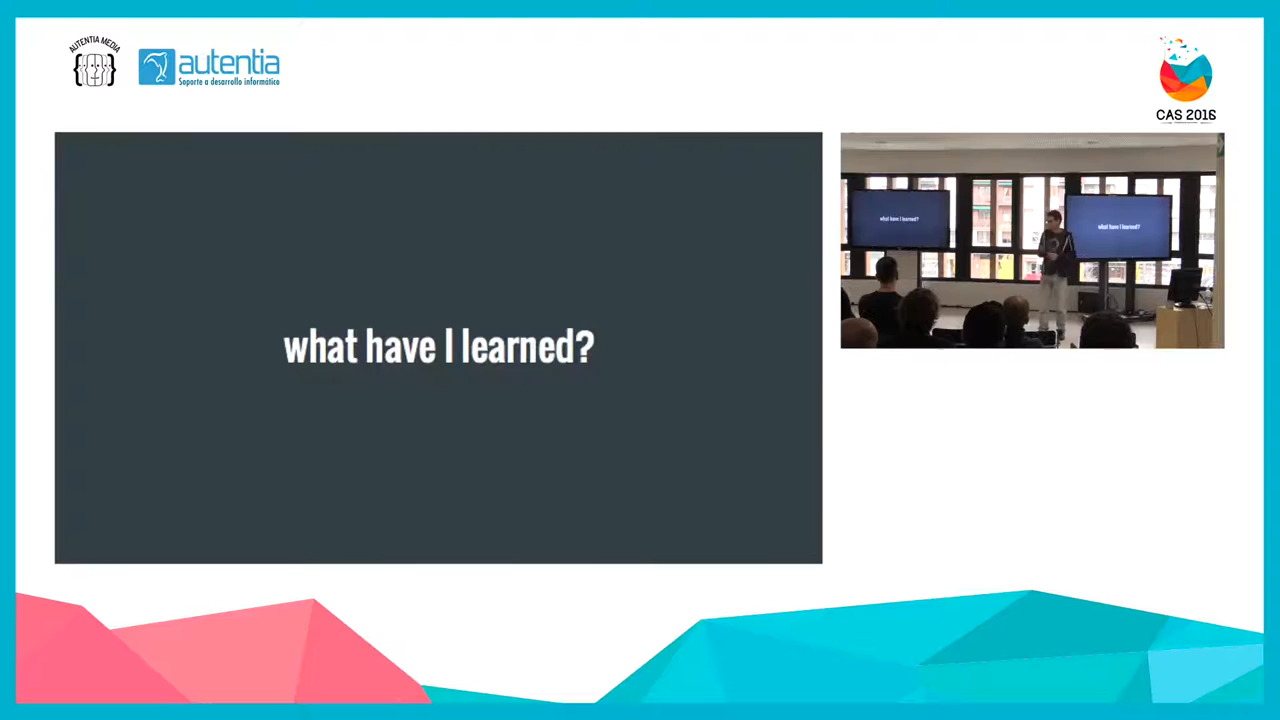 AUTENTIA MEDIA
autentia
Soporte a desarrollo informático
CAS 2016
what have I learned?
what have I learned?
what have I learned?